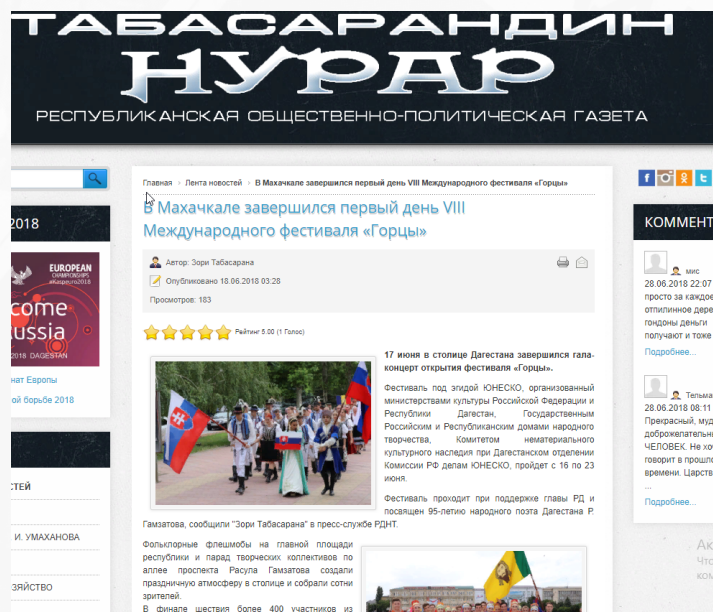 ТАБАСАРАНДИН
НУРАР
РЕСПУБЛИКАНСКАЯ ОБЩЕСТВЕННО-ПОЛИТИЧЕСКАЯ ГАЗЕТА
Главная › Лента новостей › В Махачкале завершился первый день VIII Международного фестиваля «Горцы»
В Махачкале завершился первый день VIII
Международного фестиваля «Горцы»
Автор: Зори Табасарана
Опубликовано 18.06.2018 03:28
Просмотров: 183
Рейтинг 5.00 (1 Голос)
17 июня в столице Дагестана завершился гала-
концерт открытия фестиваля «Горцы».
Фестиваль под эгидой ЮНЕСКО, организованный
министерствами культуры Российской Федерации и
Республики Дагестан, Государственным
Российским и Республиканским домами народного
творчества, Комитетом нематериального
культурного наследия при Дагестанском отделении
Комиссии РФ делам ЮНЕСКО, пройдет с 16 по 23
июня.
Фестиваль проходит при поддержке главы РД и
посвящен 95-летию народного поэта Дагестана Р.
Гамзатова, сообщили "Зори Табасарана" в пресс-службе РДНТ.
Фольклорные флешмобы на главной площади
республики и парад творческих коллективов по
аллее проспекта Расула Гамзатова создали
праздничную атмосферу в столице и собрали сотни
зрителей.
В финале шествия более 400 участников из
2018
EUROPEAN
CHAMPIONSHIPS
#Kaspeuro2018
come
ussia
2018 DAGESTAN
нат Европы
ой борьбе 2018
СТЕЙ
И. УМАХАНОВА
ЗЯЙСТВО
КОММЕНТ
мис
28.06.2018 22:07
просто за каждое
отпилинное дере
гондоны деньги
получают и тоже
Подробнее...
Тельма
28.06.2018 08:11
Прекрасный, муд
доброжелательны
ЧЕЛОВЕК. Не хо
говорит в прошло
времени. Царств
...
Подробнее...
Ак
Что
ком